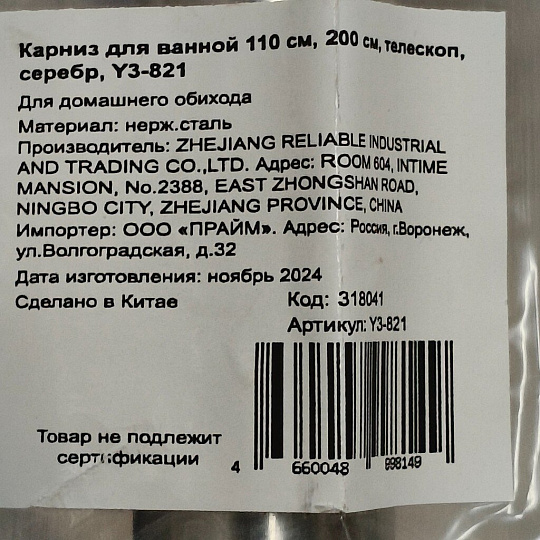 Карниз для ванной 110 см, 200 см, телескоп,
серебр, Y3-821
Для домашнего обихода
Материал: нерж.сталь
Производитель: ZHEJIANG RELIABLE INDUSTRIAL
AND TRADING CO.,LTD. Адрес: ROOM 604, INTIME
MANSION, No.2388, EAST ZHONGSHAN ROAD,
NINGBO CITY, ZHEJIANG PROVINCE, CHINA
Импортер: ООО «ПРАЙМ». Адрес: Россия, г.Воронеж,
ул.Волгоградская, д.32
Дата изготовления: ноябрь 2024
Сделано в Китае
Код: 318041
Артикул: Y3-821
Товар не подлежит
сертификации
4 660048 898149